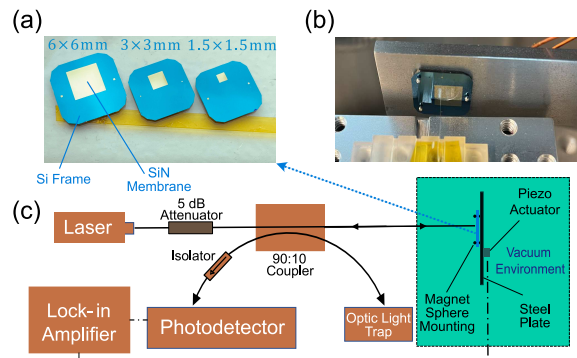 (a)
(b)
6×6mm 3×3mm 1.5×1.5mm
Si Frame
SiN
Membrane
(c)
5 dB
Attenuator
Laser
Isolator
90:10
Coupler
Piezo
Actuator
Vacuum
Environment
Magnet
Sphere
Mounting
Steel
Plate
Lock-in
Amplifier
Photodetector
Optic Light
Trap